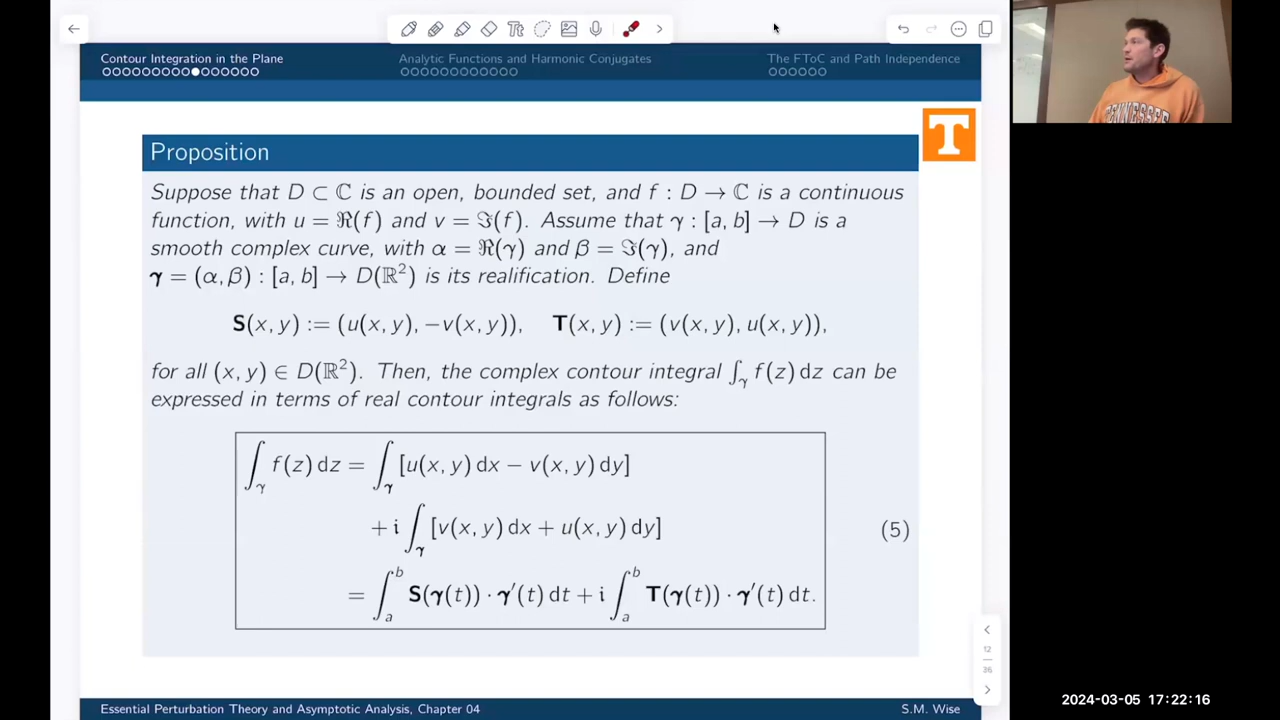 Contour Integration in the Plane
Analytic Functions and Harmonic Conjugates
The FToC and Path Independence
T
Proposition
Suppose that D ⊂ ℂ is an open, bounded set, and f : D → ℂ is a continuous
function, with u = ℜ(f) and v = ℑ(f). Assume that γ : [a, b] → D is a
smooth complex curve, with α = ℜ(γ) and β = ℑ(γ), and
𝛄 = (α, β) : [a, b] → D(ℝ²) is its realification. Define
S(x, y) := (u(x, y), −v(x, y)), T(x, y) := (v(x, y), u(x, y)),
for all (x, y) ∈ D(ℝ²). Then, the complex contour integral ∫_γ f(z) dz can be
expressed in terms of real contour integrals as follows:
∫_γ f(z) dz = ∫_𝛄 [u(x, y) dx − v(x, y) dy]
+ i ∫_𝛄 [v(x, y) dx + u(x, y) dy]
(5)
= ∫_a^b S(𝛄(t)) · 𝛄′(t) dt + i ∫_a^b T(𝛄(t)) · 𝛄′(t) dt.
12
36
Essential Perturbation Theory and Asymptotic Analysis, Chapter 04
S.M. Wise
TENNESSEE
2024-03-05 17:22:16